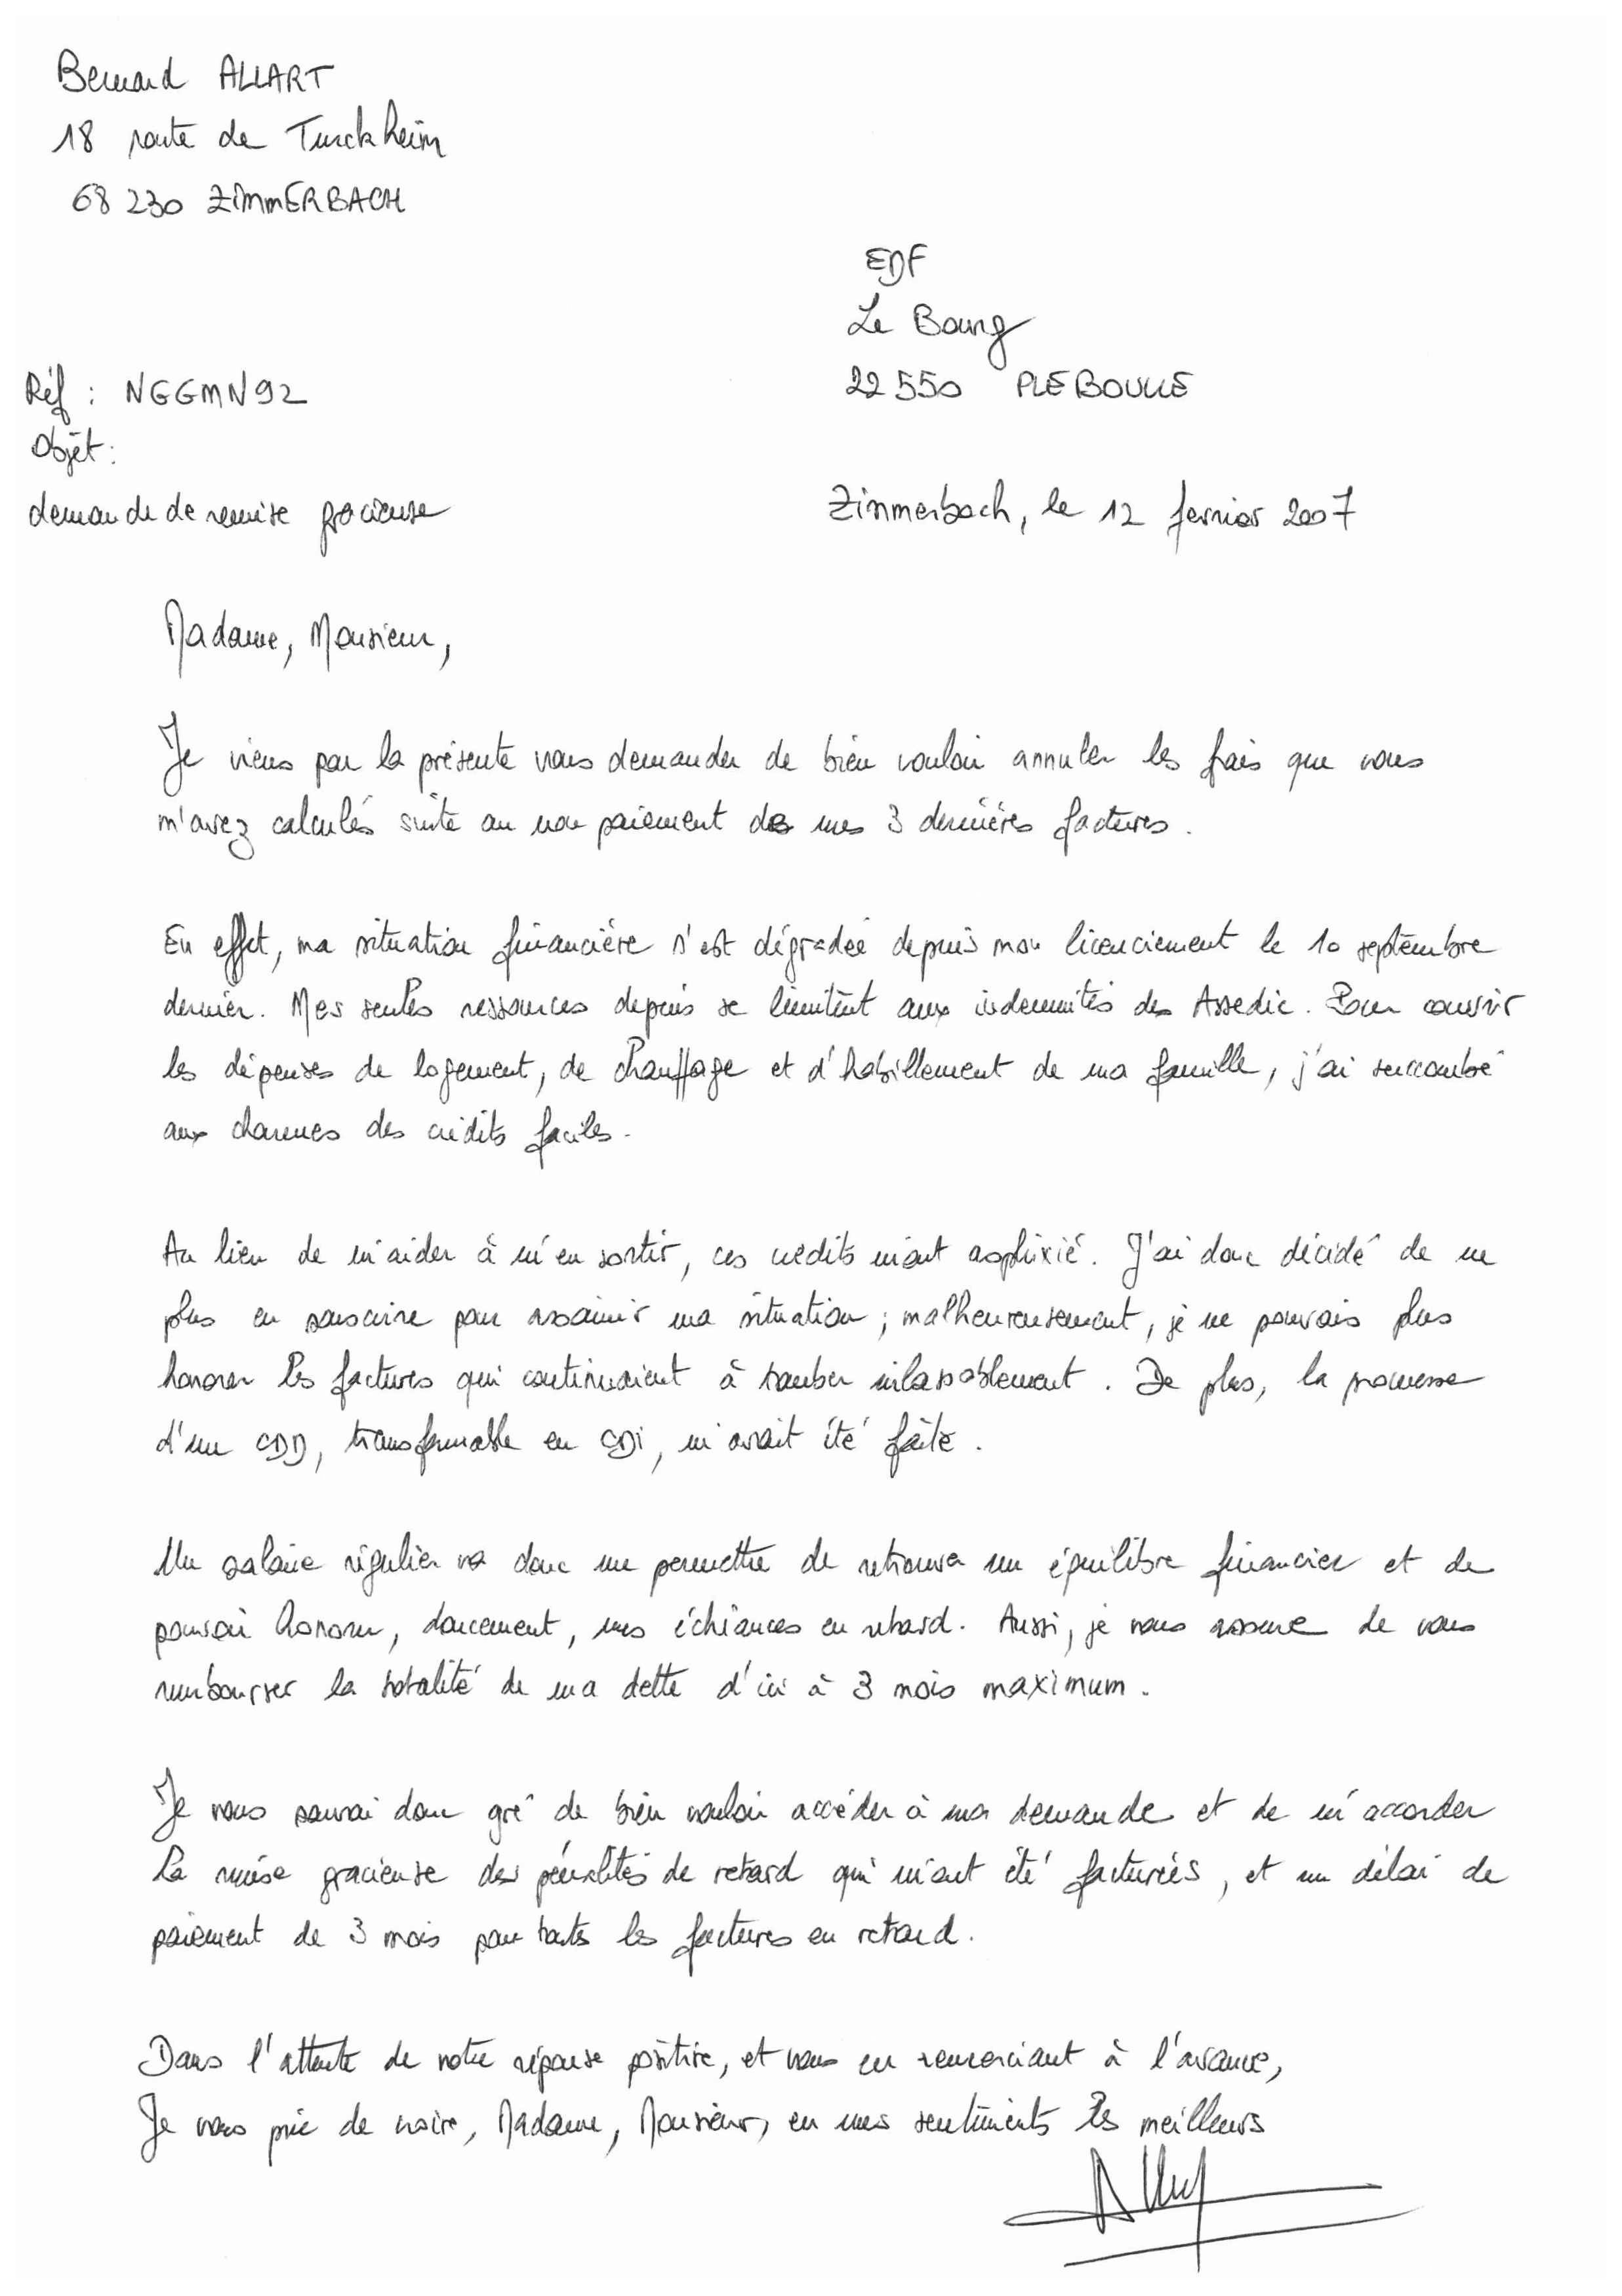 Bernard ALLART
18 route de Turckheim
68 230 ZIMMERBACH
EDF
Le Bourg
22 550 PLEBOULLE
Réf : NGGMN92
Objet :
demande de remise gracieuse
Zimmerbach, le 12 fevrier 2007
Madame, Monsieur,
Je viens par la présente vous demander de bien vouloir annuler les frais que vous
m'avez calculés suite au non paiement de mes 3 dernières factures.
En effet, ma situation financière s'est dégradée depuis mon licenciement le 10 septembre
dernier. Mes seules ressources depuis se limitent aux indemnités des Assedic. Pour couvrir
les dépenses de logement, de chauffage et d'habillement de ma famille, j'ai succombé
aux charmes des crédits faciles.
Au lieu de m'aider à m'en sortir, ces crédits m'ont asphixié. J'ai donc décidé de ne
plus en souscrire pour assainir ma situation ; malheureusement, je ne pouvais plus
honorer les factures qui continuaient à tomber inlassablement. De plus, la promesse
d'un CDD, transformable en CDI, m'avait été faite.
Un salaire régulier va donc me permettre de retrouver un équilibre financier et de
pouvoir honorer, doucement, mes échéances en retard. Aussi, je vous assure de vous
rembourser la totalité de ma dette d'ici à 3 mois maximum.
Je vous saurai donc gré de bien vouloir accéder à ma demande et de m'accorder
la remise gracieuse des pénalités de retard qui m'ont été facturées, et un délai de
paiement de 3 mois pour toutes les factures en retard.
Dans l'attente de votre réponse positive, et vous en remerciant à l'avance,
Je vous prie de croire, Madame, Monsieur, en mes sentiments les meilleurs